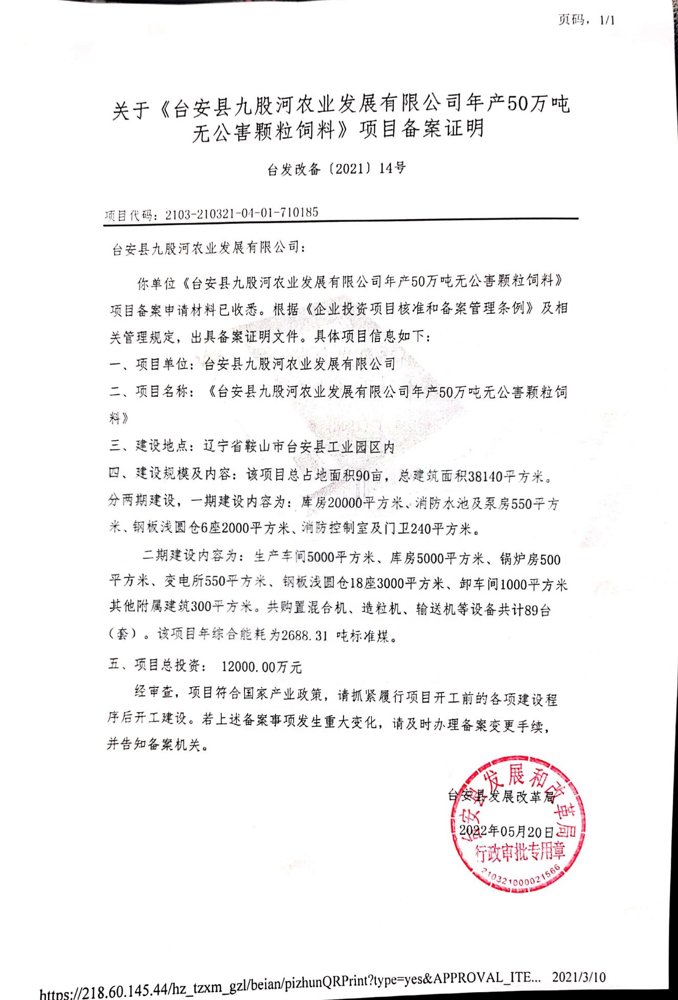 页码，1/1
关于《台安县九股河农业发展有限公司年产50万吨
无公害颗粒饲料》项目备案证明
台发改备〔2021〕14号
项目代码：2103-210321-04-01-710185
台安县九股河农业发展有限公司：
你单位《台安县九股河农业发展有限公司年产50万吨无公害颗粒饲料》
项目备案申请材料已收悉。根据《企业投资项目核准和备案管理条例》及相
关管理规定，出具备案证明文件。具体项目信息如下：
一、项目单位：台安县九股河农业发展有限公司
二、项目名称：《台安县九股河农业发展有限公司年产50万吨无公害颗粒饲
料》
三、建设地点：辽宁省鞍山市台安县工业园区内
四、建设规模及内容：该项目总占地面积90亩，总建筑面积38140平方米。
分两期建设，一期建设内容为：库房20000平方米、消防水池及泵房550平方
米、钢板浅圆仓6座2000平方米、消防控制室及门卫240平方米。
二期建设内容为：生产车间5000平方米、库房5000平方米、锅炉房500
平方米、变电所550平方米、钢板浅圆仓18座3000平方米、卸车间1000平方米
其他附属建筑300平方米。共购置混合机、造粒机、输送机等设备共计89台
（套）。该项目年综合能耗为2688.31 吨标准煤。
五、项目总投资： 12000.00万元
经审查，项目符合国家产业政策，请抓紧履行项目开工前的各项建设程
序后开工建设。若上述备案事项发生重大变化，请及时办理备案变更手续，
并告知备案机关。
台安县发展和改革局
台安县发展改革局
2022年05月20日
行政审批专用章
210321000021566
https://218.60.145.44/hz_tzxm_gzl/beian/pizhunQRPrint?type=yes&APPROVAL_ITE... 2021/3/10